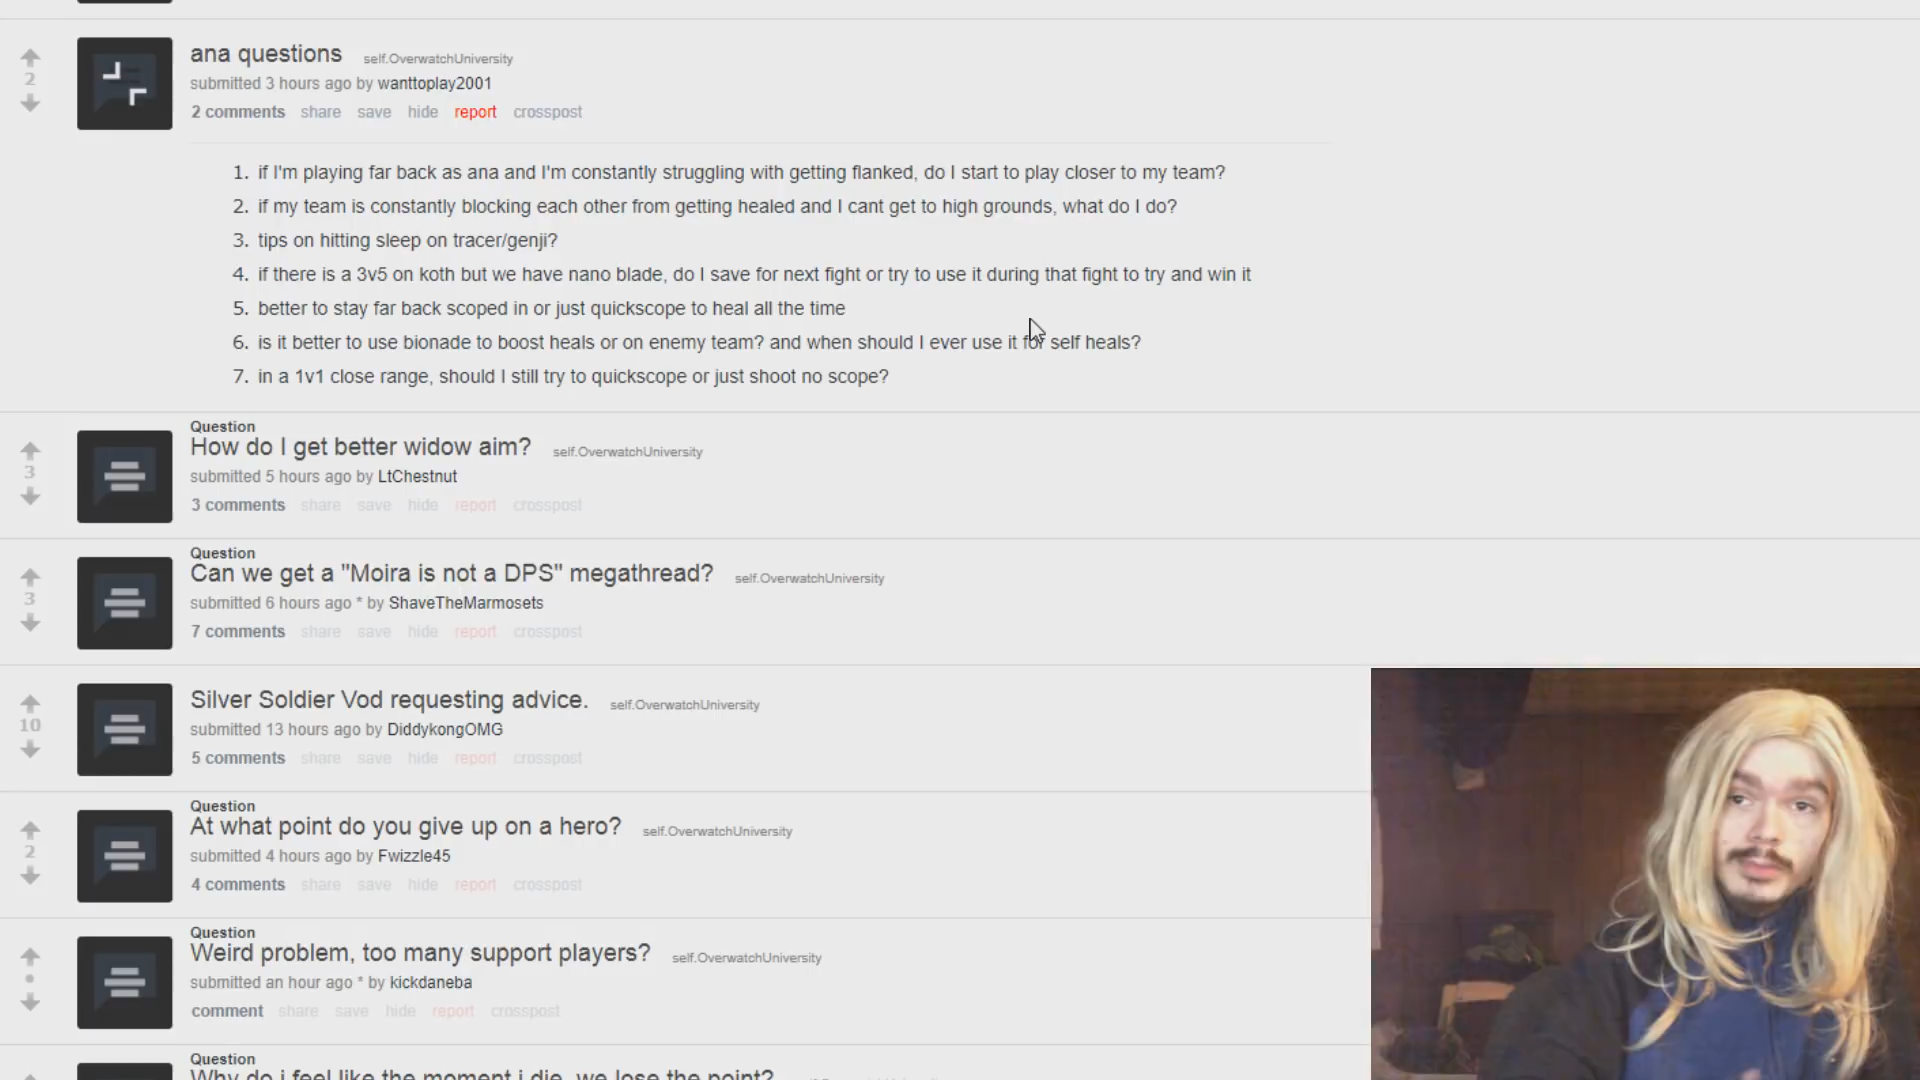 ana questions self.OverwatchUniversity
2
submitted 3 hours ago by wanttoplay2001
2 comments share save hide report crosspost
1. if I'm playing far back as ana and I'm constantly struggling with getting flanked, do I start to play closer to my team?
2. if my team is constantly blocking each other from getting healed and I cant get to high grounds, what do I do?
3. tips on hitting sleep on tracer/genji?
4. if there is a 3v5 on koth but we have nano blade, do I save for next fight or try to use it during that fight to try and win it
5. better to stay far back scoped in or just quickscope to heal all the time
6. is it better to use bionade to boost heals or on enemy team? and when should I ever use it for self heals?
7. in a 1v1 close range, should I still try to quickscope or just shoot no scope?
Question
How do I get better widow aim? self.OverwatchUniversity
3
submitted 5 hours ago by LtChestnut
3 comments share save hide report crosspost
Question
Can we get a "Moira is not a DPS" megathread? self.OverwatchUniversity
3
submitted 6 hours ago * by ShaveTheMarmosets
7 comments share save hide report crosspost
Silver Soldier Vod requesting advice. self.OverwatchUniversity
10
submitted 13 hours ago by DiddykongOMG
5 comments share save hide report crosspost
Question
At what point do you give up on a hero? self.OverwatchUniversity
2
submitted 4 hours ago by Fwizzle45
4 comments share save hide report crosspost
Question
Weird problem, too many support players? self.OverwatchUniversity
•
submitted an hour ago * by kickdaneba
comment share save hide report crosspost
Question
Why do i feel like the moment i die, we lose the point?